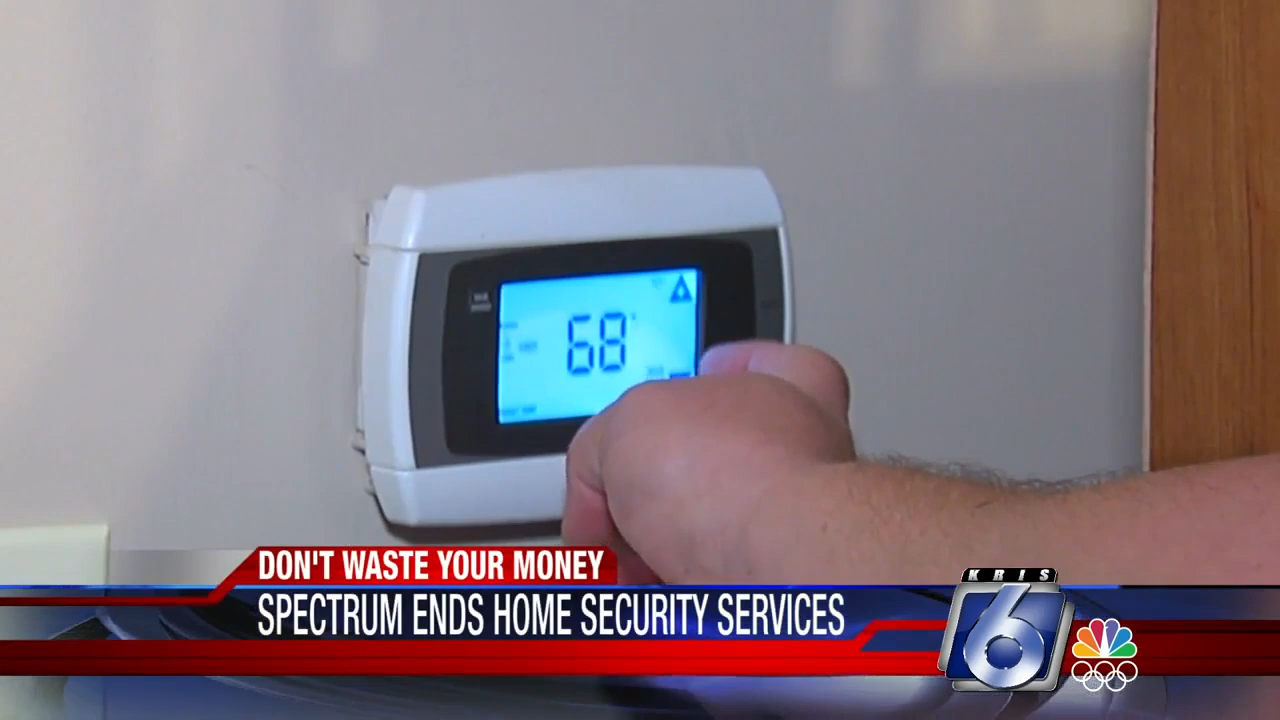 68°
DON'T WASTE YOUR MONEY
SPECTRUM ENDS HOME SECURITY SERVICES
KRIS
6